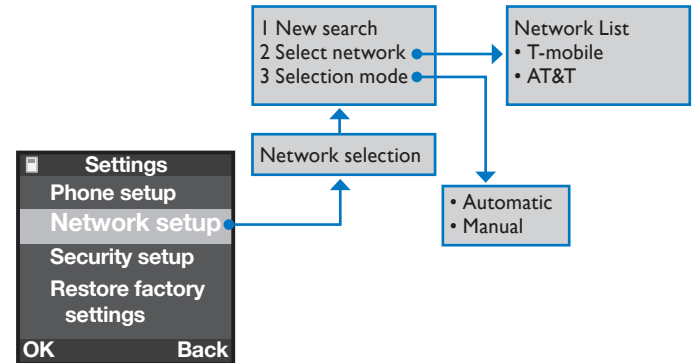 1 New search
2 Select network
3 Selection mode
Network List
• T-mobile
• AT&T
Network selection
• Automatic
• Manual
Settings
Phone setup
Network setup
Security setup
Restore factory
settings
OK Back